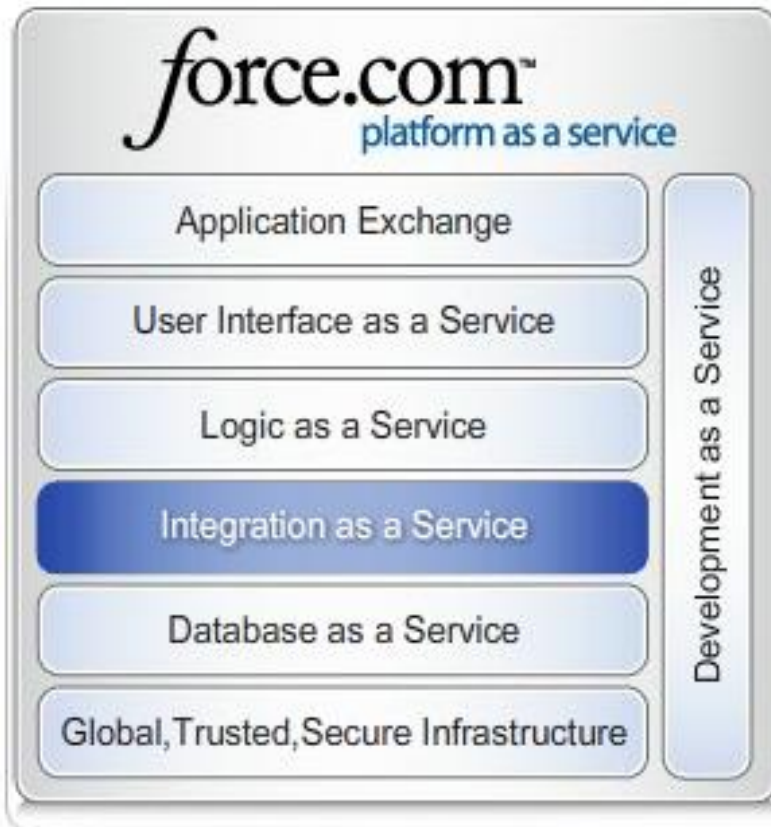 force.com™
platform as a service
Application Exchange
User Interface as a Service
Logic as a Service
Integration as a Service
Database as a Service
Global,Trusted,Secure Infrastructure
Development as a Service